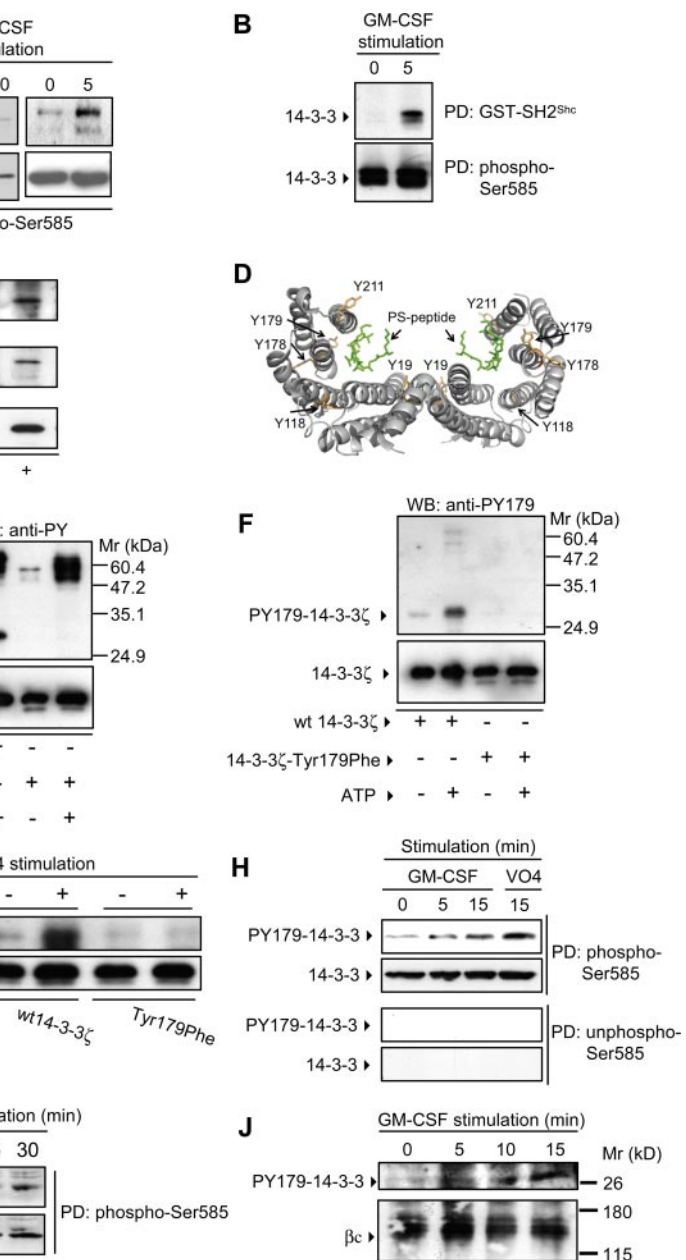 CSF
ulation
0 0 5
o-Ser585
+
B
GM-CSF
stimulation
0 5
14-3-3
PD: GST-SH2Shc
14-3-3
PD: phospho-
Ser585
D
Y211
Y179
Y178
PS-peptide
Y211
Y179
Y178
Y19 Y19
Y118
Y118
: anti-PY
Mr (kDa)
60.4
47.2
35.1
24.9
- -
+ +
- +
F
WB: anti-PY179
Mr (kDa)
60.4
47.2
35.1
24.9
PY179-14-3-3ζ
14-3-3ζ
wt 14-3-3ζ + + - -
14-3-3ζ-Tyr179Phe - - + +
ATP - + - +
4 stimulation
- + - +
wt14-3-3ζ
Tyr179Phe
H
Stimulation (min)
GM-CSF VO4
0 5 15 15
PY179-14-3-3
14-3-3
PD: phospho-
Ser585
PY179-14-3-3
14-3-3
PD: unphospho-
Ser585
ation (min)
30
PD: phospho-Ser585
J
GM-CSF stimulation (min)
0 5 10 15
Mr (kD)
PY179-14-3-3
26
180
βc
115